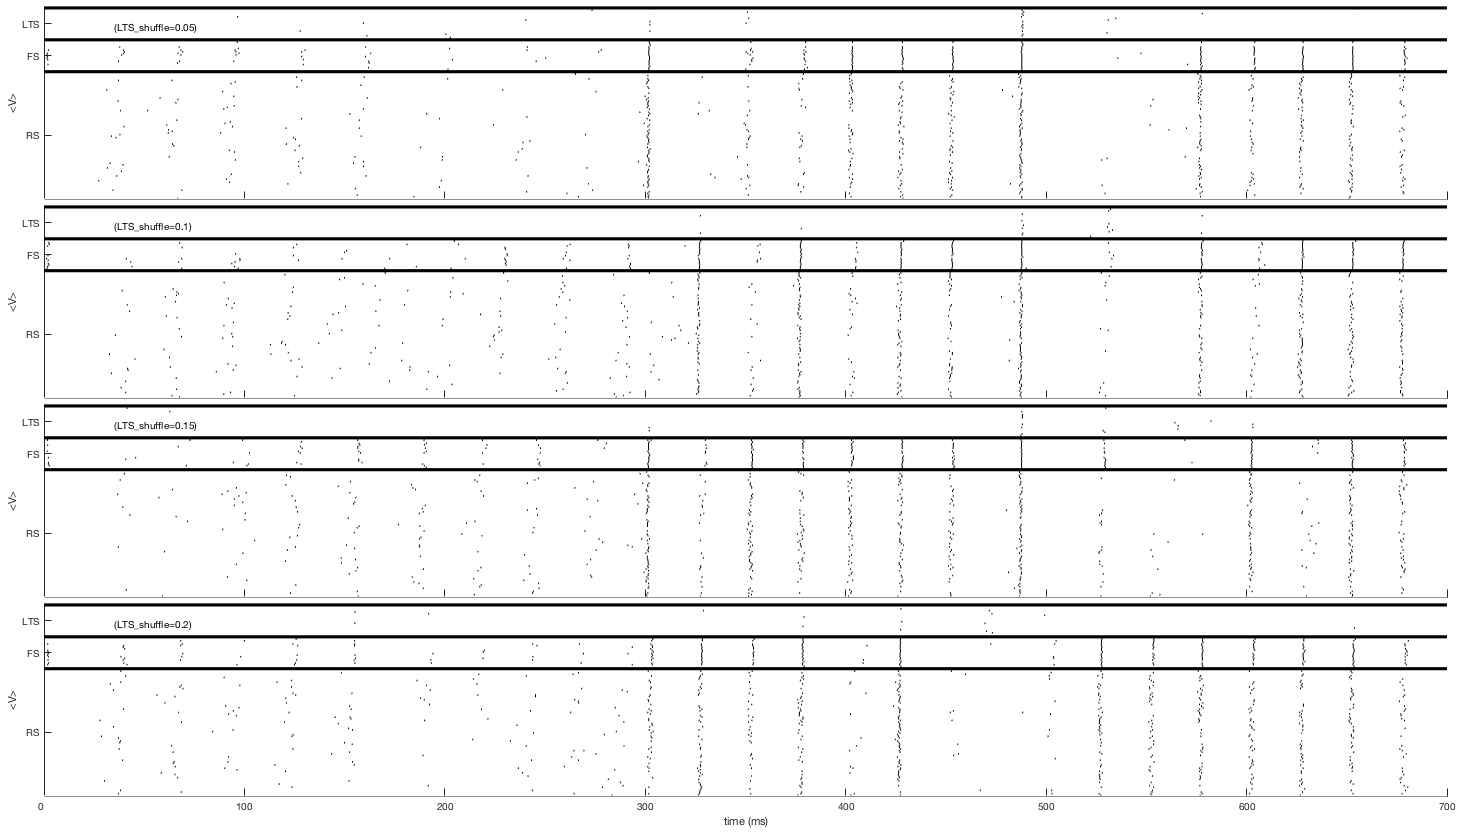 LTS
(LTS_shuffle=0.05)
FS
<V>
RS
LTS
(LTS_shuffle=0.1)
FS
<V>
RS
LTS
(LTS_shuffle=0.15)
FS
<V>
RS
LTS
(LTS_shuffle=0.2)
FS
<V>
RS
0 100 200 300 400 500 600 700
time (ms)